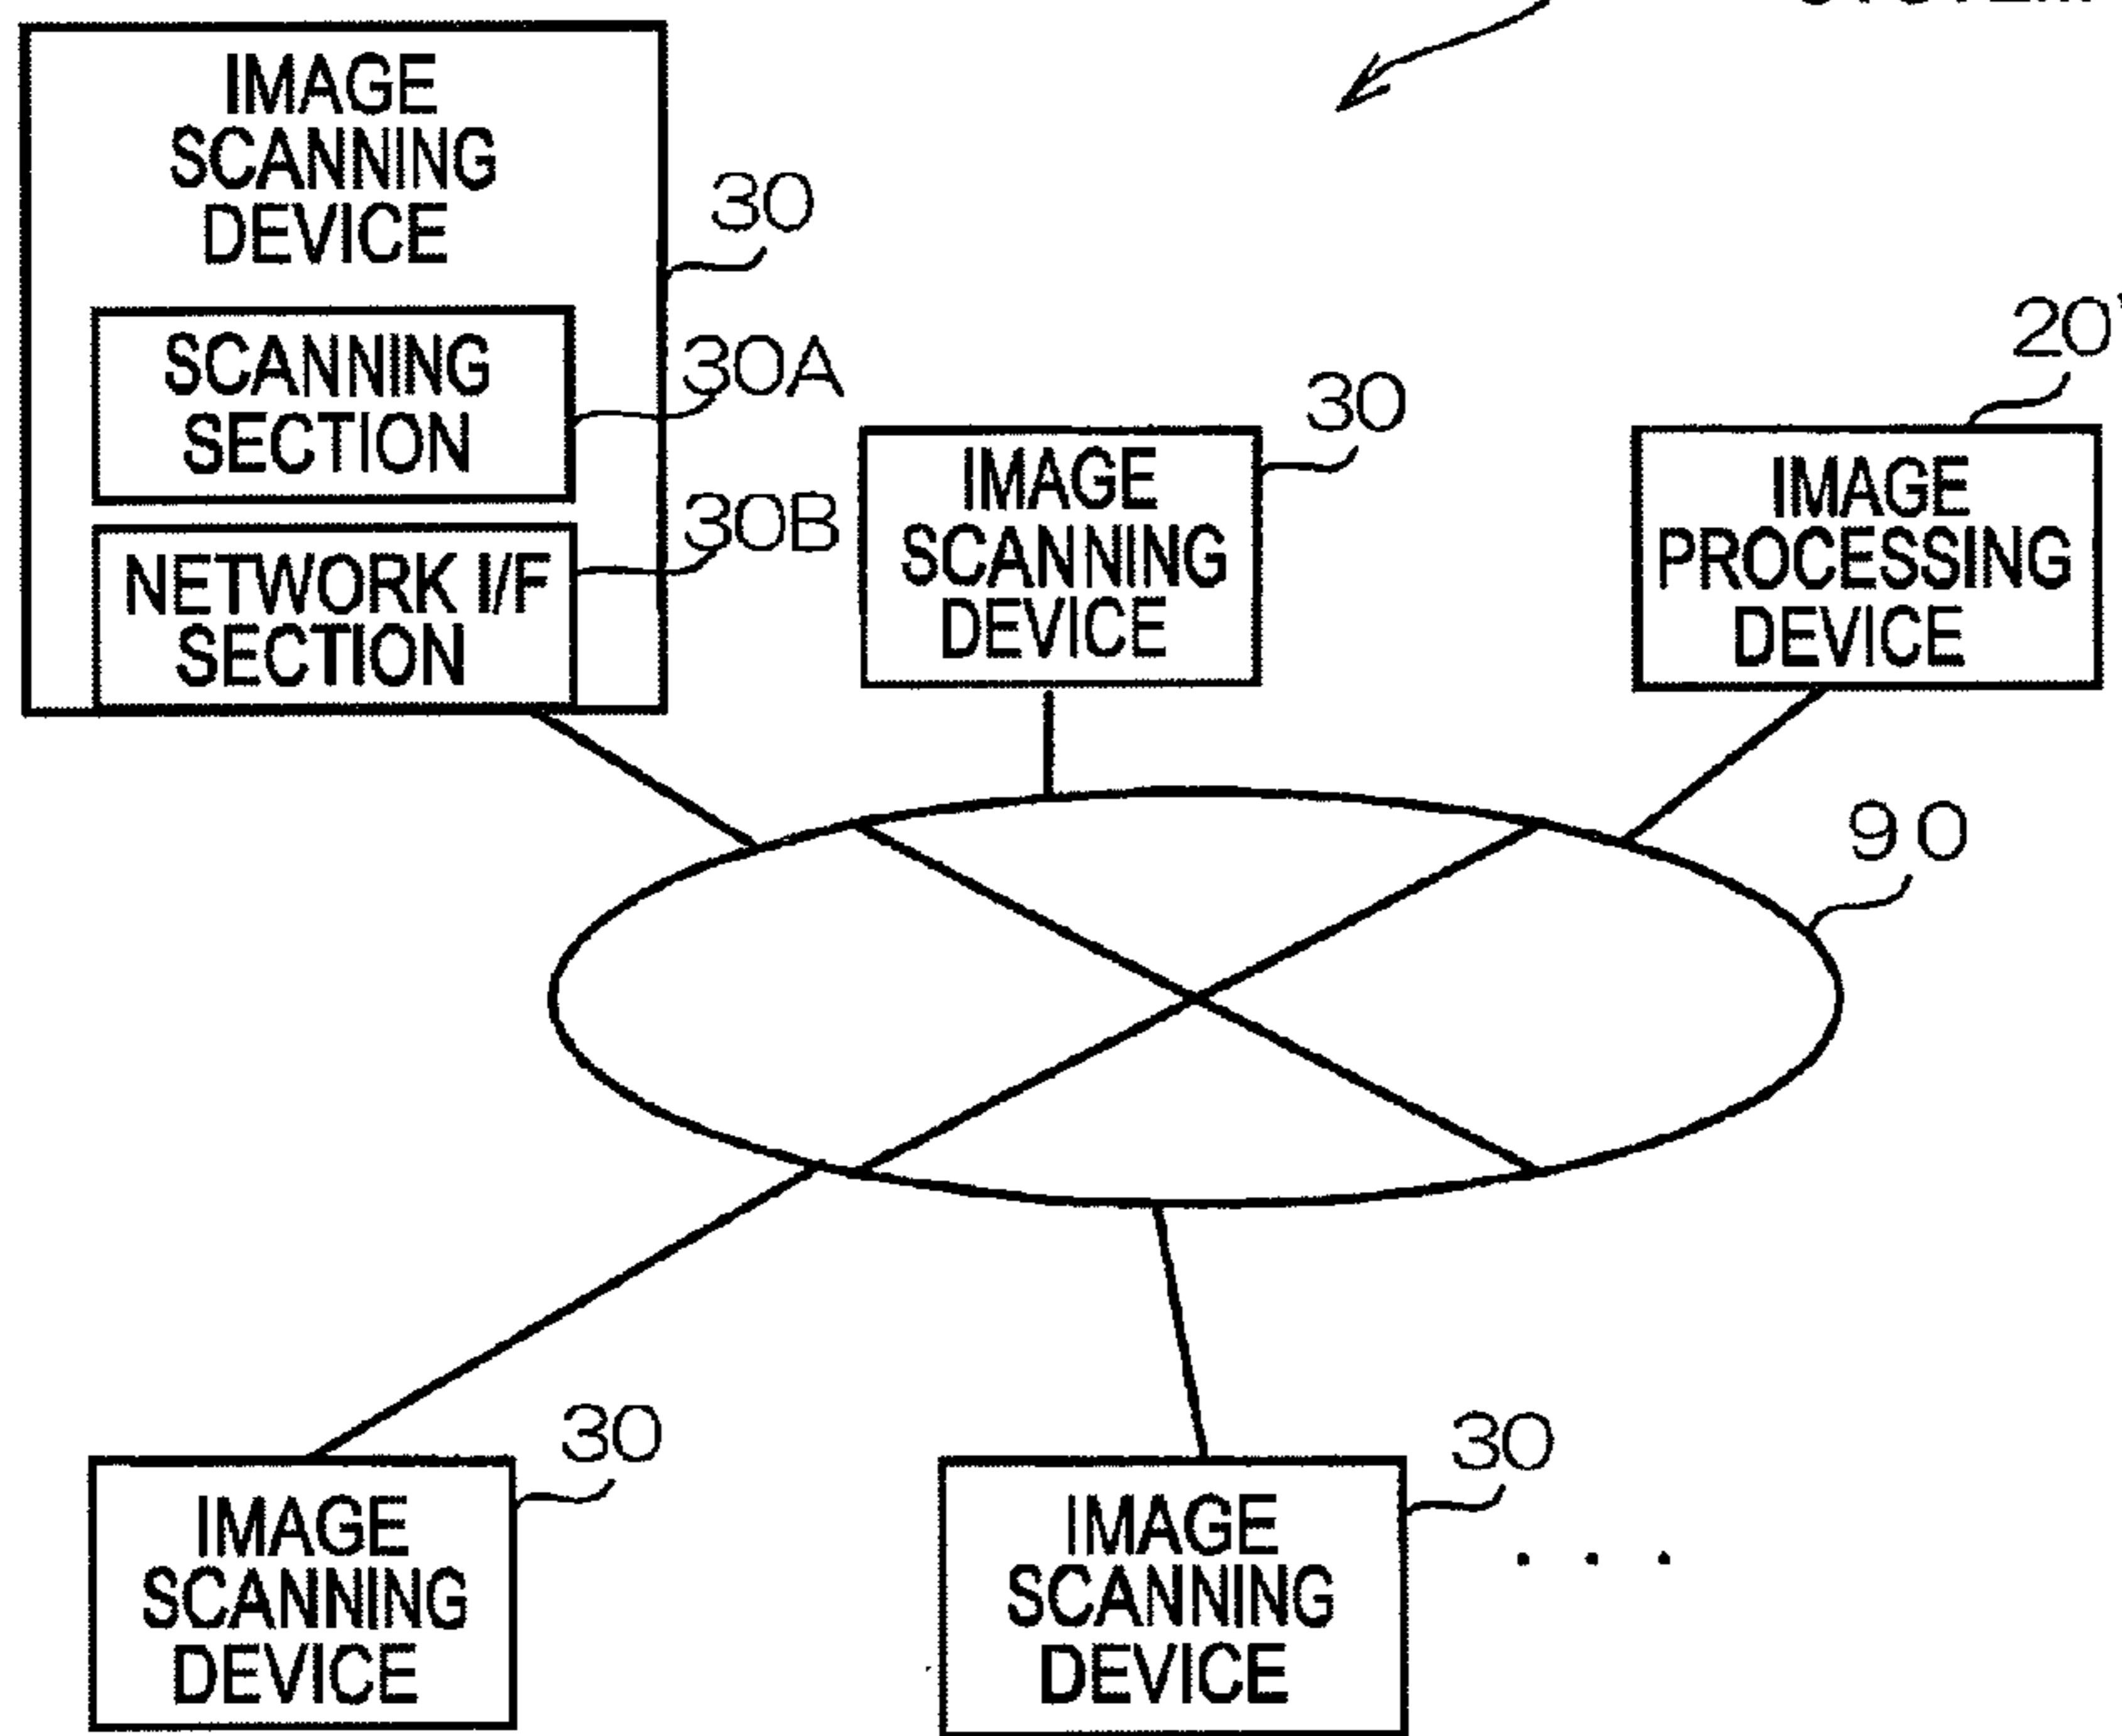 IMAGE
SCANNING
DEVICE
30
SCANNING
SECTION
30A
NETWORK I/F
SECTION
30B
IMAGE
SCANNING
DEVICE
30
IMAGE
PROCESSING
DEVICE
20'
90
IMAGE
SCANNING
DEVICE
30
IMAGE
SCANNING
DEVICE
30
. . .